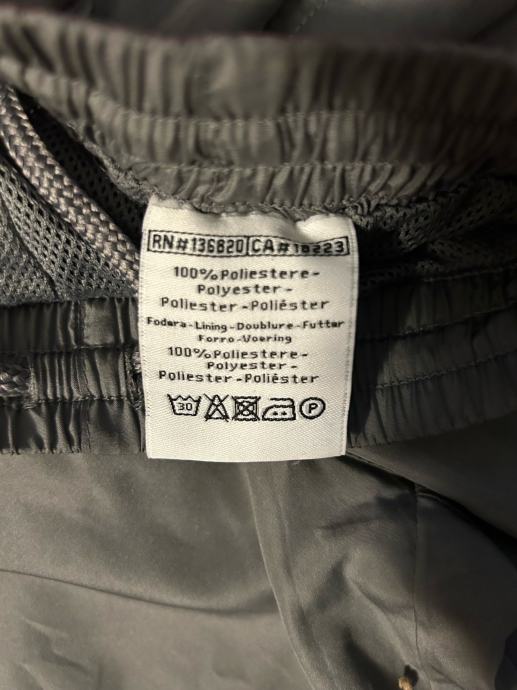 RN#136820 CA#18223
100%Poliestere-
Polyester-
Poliester-Poliéster
Fodera-Lining-Doublure-Futter
Forro-Voering
100%Poliestere-
Polyester-
Poliester-Poliéster
30 P